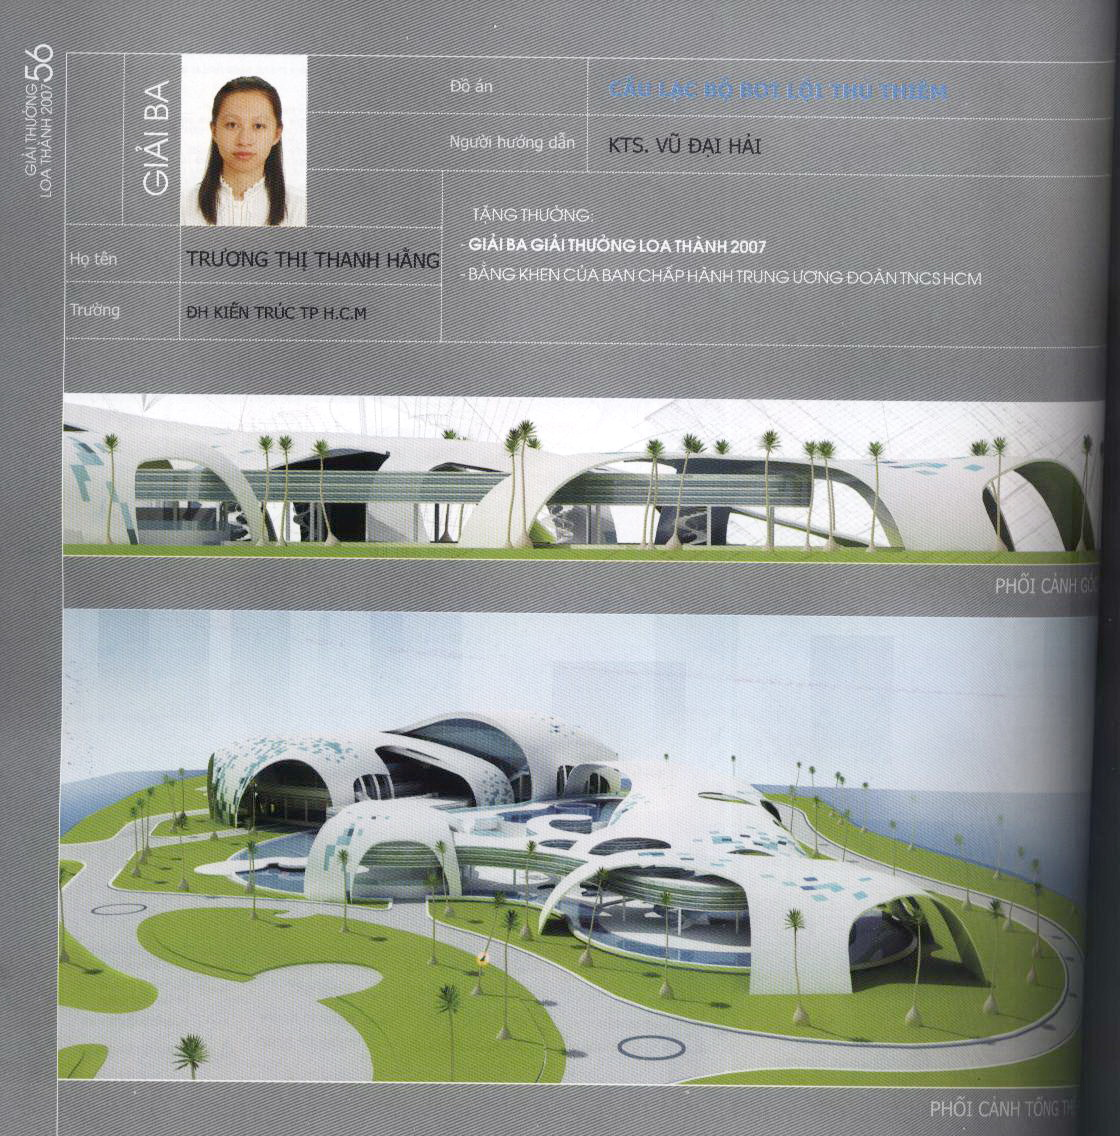 GIẢI THƯỞNG
LOA THÀNH 2007
56
GIẢI BA
Đồ án
CÂU LẠC BỘ BƠI LỘI THỦ THIÊM
Người hướng dẫn
KTS. VŨ ĐẠI HẢI
TẶNG THƯỞNG:
- GIẢI BA GIẢI THƯỞNG LOA THÀNH 2007
- BẰNG KHEN CỦA BAN CHẤP HÀNH TRUNG ƯƠNG ĐOÀN TNCS HCM
Họ tên
TRƯƠNG THỊ THANH HẰNG
Trường
ĐH KIẾN TRÚC TP H.C.M
PHỐI CẢNH GÓC
PHỐI CẢNH TỔNG THỂ